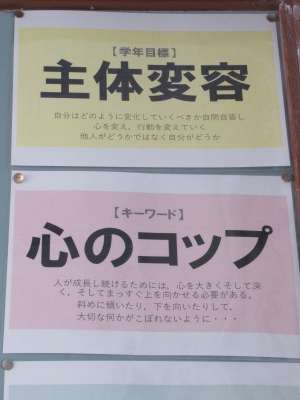 【学年目標】
主体変容
自分はどのように変化していくべきか自問自答し
心を変え，行動を変えていく
他人がどうかではなく自分がどうか
【キーワード】
心のコップ
人が成長し続けるためには，心を大きくそして深
く，そしてまっすぐ上を向かせる必要がある。
斜めに傾いたり，下を向いたりして，
大切な何かがこぼれないように・・・